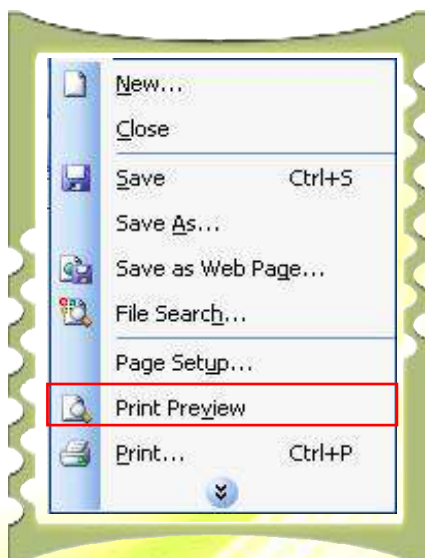 New...
Close
Save Ctrl+S
Save As...
Save as Web Page...
File Search...
Page Setup...
Print Preview
Print... Ctrl+P